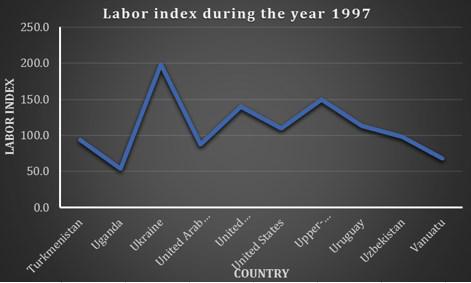 Labor index during the year 1997
250.0
200.0
150.0
100.0
50.0
0.0
LABOR INDEX
Turkmenistan
Uganda
Ukraine
United Arab...
United...
United States
Upper-...
Uruguay
Uzbekistan
Vanuatu
COUNTRY